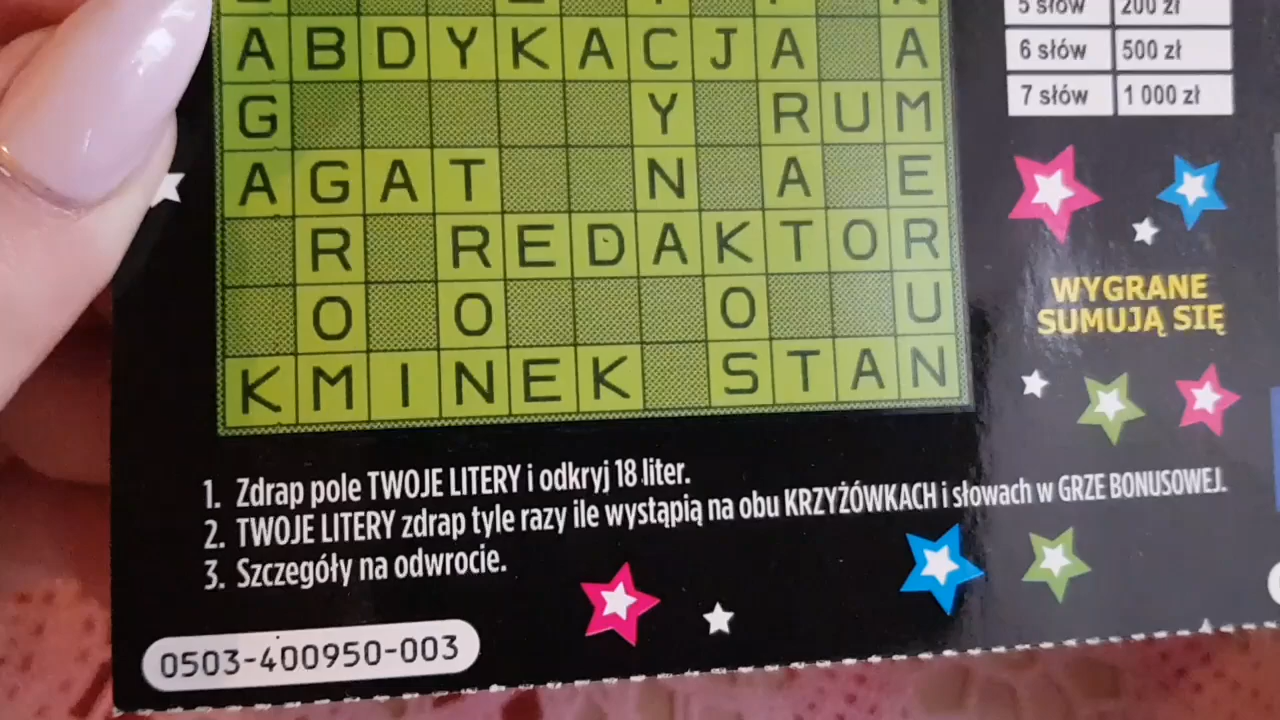 5 słów 200 zł
ABDYKACJA A
6 słów 500 zł
G Y RUM
7 słów 1 000 zł
AGAT N A E
R REDAKTOR
O O O U
KMINEK STAN
WYGRANE
SUMUJĄ SIĘ
1. Zdrap pole TWOJE LITERY i odkryj 18 liter.
2. TWOJE LITERY zdrap tyle razy ile wystąpią na obu KRZYŻÓWKACH i słowach w GRZE BONUSOWEJ.
3. Szczegóły na odwrocie.
0503-400950-003